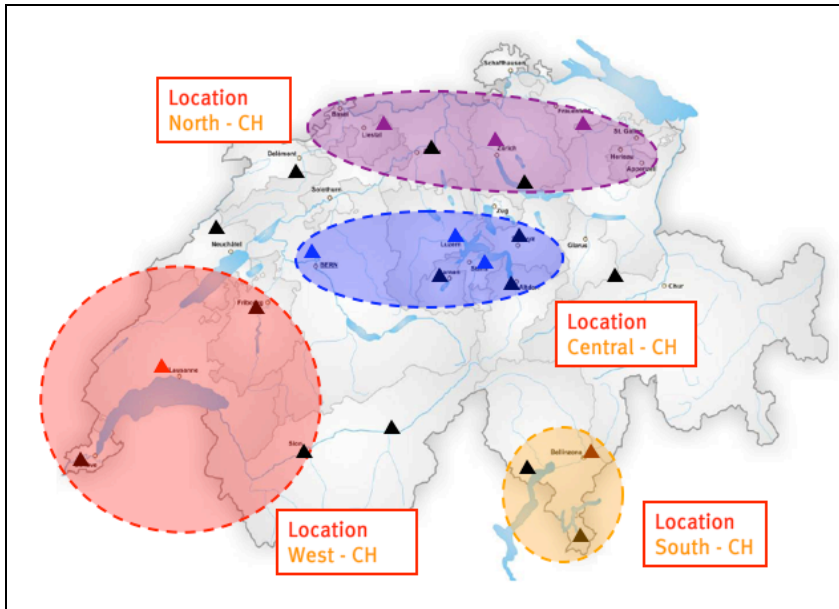 Schaffhausen
Location
North - CH
Basel
Liestal
Frauenfeld
St. Gallen
Zürich
Herisau
Appenzell
Delémont
Solothurn
Zug
Neuchâtel
Luzern
Glarus
BERN
Sarnen
Stans
Altdorf
Chur
Fribourg
Location
Central - CH
Lausanne
Sion
Bellinzona
Location
West - CH
Location
South - CH